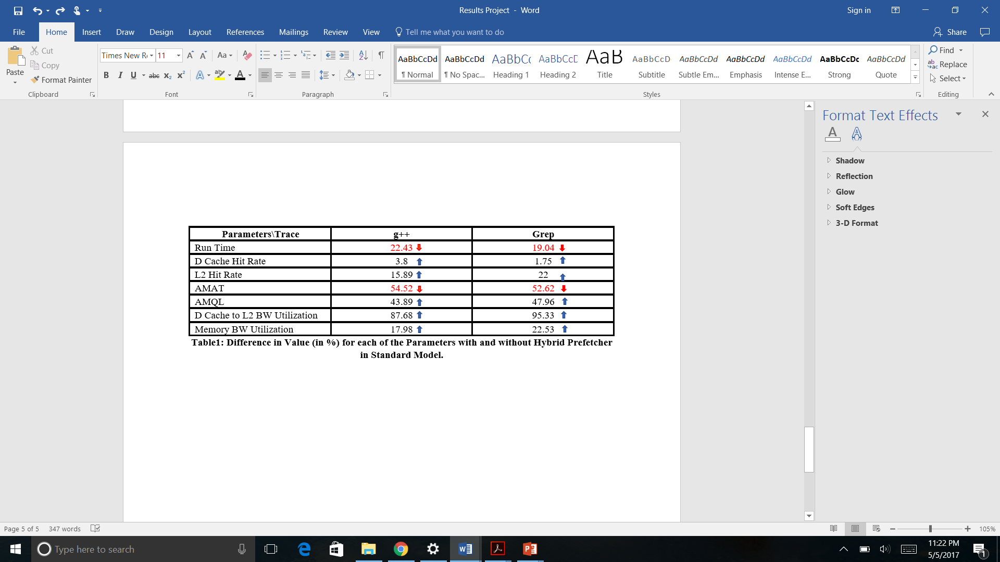 Results Project - Word
Sign in
File Home Insert Draw Design Layout References Mailings Review View Tell me what you want to do Share
Paste
Cut
Copy
Format Painter
Clipboard
Times New R 11
Aa
B I U abc X₂ X² A A
Font
Paragraph
AaBbCcDd AaBbCcDd AaBbCc AaBbCcD AaB AaBbCcD AaBbCcDd AaBbCcDd AaBbCcDd AaBbCcDc AaBbCcDd
¶ Normal ¶ No Spac... Heading 1 Heading 2 Title Subtitle Subtle Em... Emphasis Intense E... Strong Quote
Styles
Find
Replace
Select
Editing
Format Text Effects
Shadow
Reflection
Glow
Soft Edges
3-D Format
Parameters\Trace g++ Grep
Run Time 22.43 19.04
D Cache Hit Rate 3.8 1.75
L2 Hit Rate 15.89 22
AMAT 54.52 52.62
AMQL 43.89 47.96
D Cache to L2 BW Utilization 87.68 95.33
Memory BW Utilization 17.98 22.53
Table1: Difference in Value (in %) for each of the Parameters with and without Hybrid Prefetcher
in Standard Model.
Page 5 of 5 347 words 105%
Type here to search
11:22 PM
5/5/2017
1